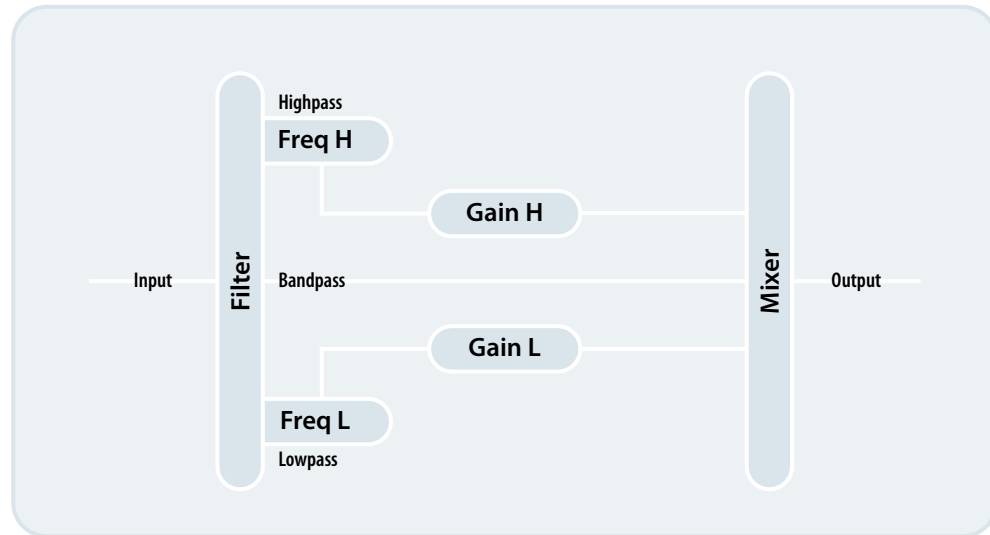 Highpass
Freq H
Gain H
Input
Filter
Bandpass
Mixer
Output
Gain L
Freq L
Lowpass